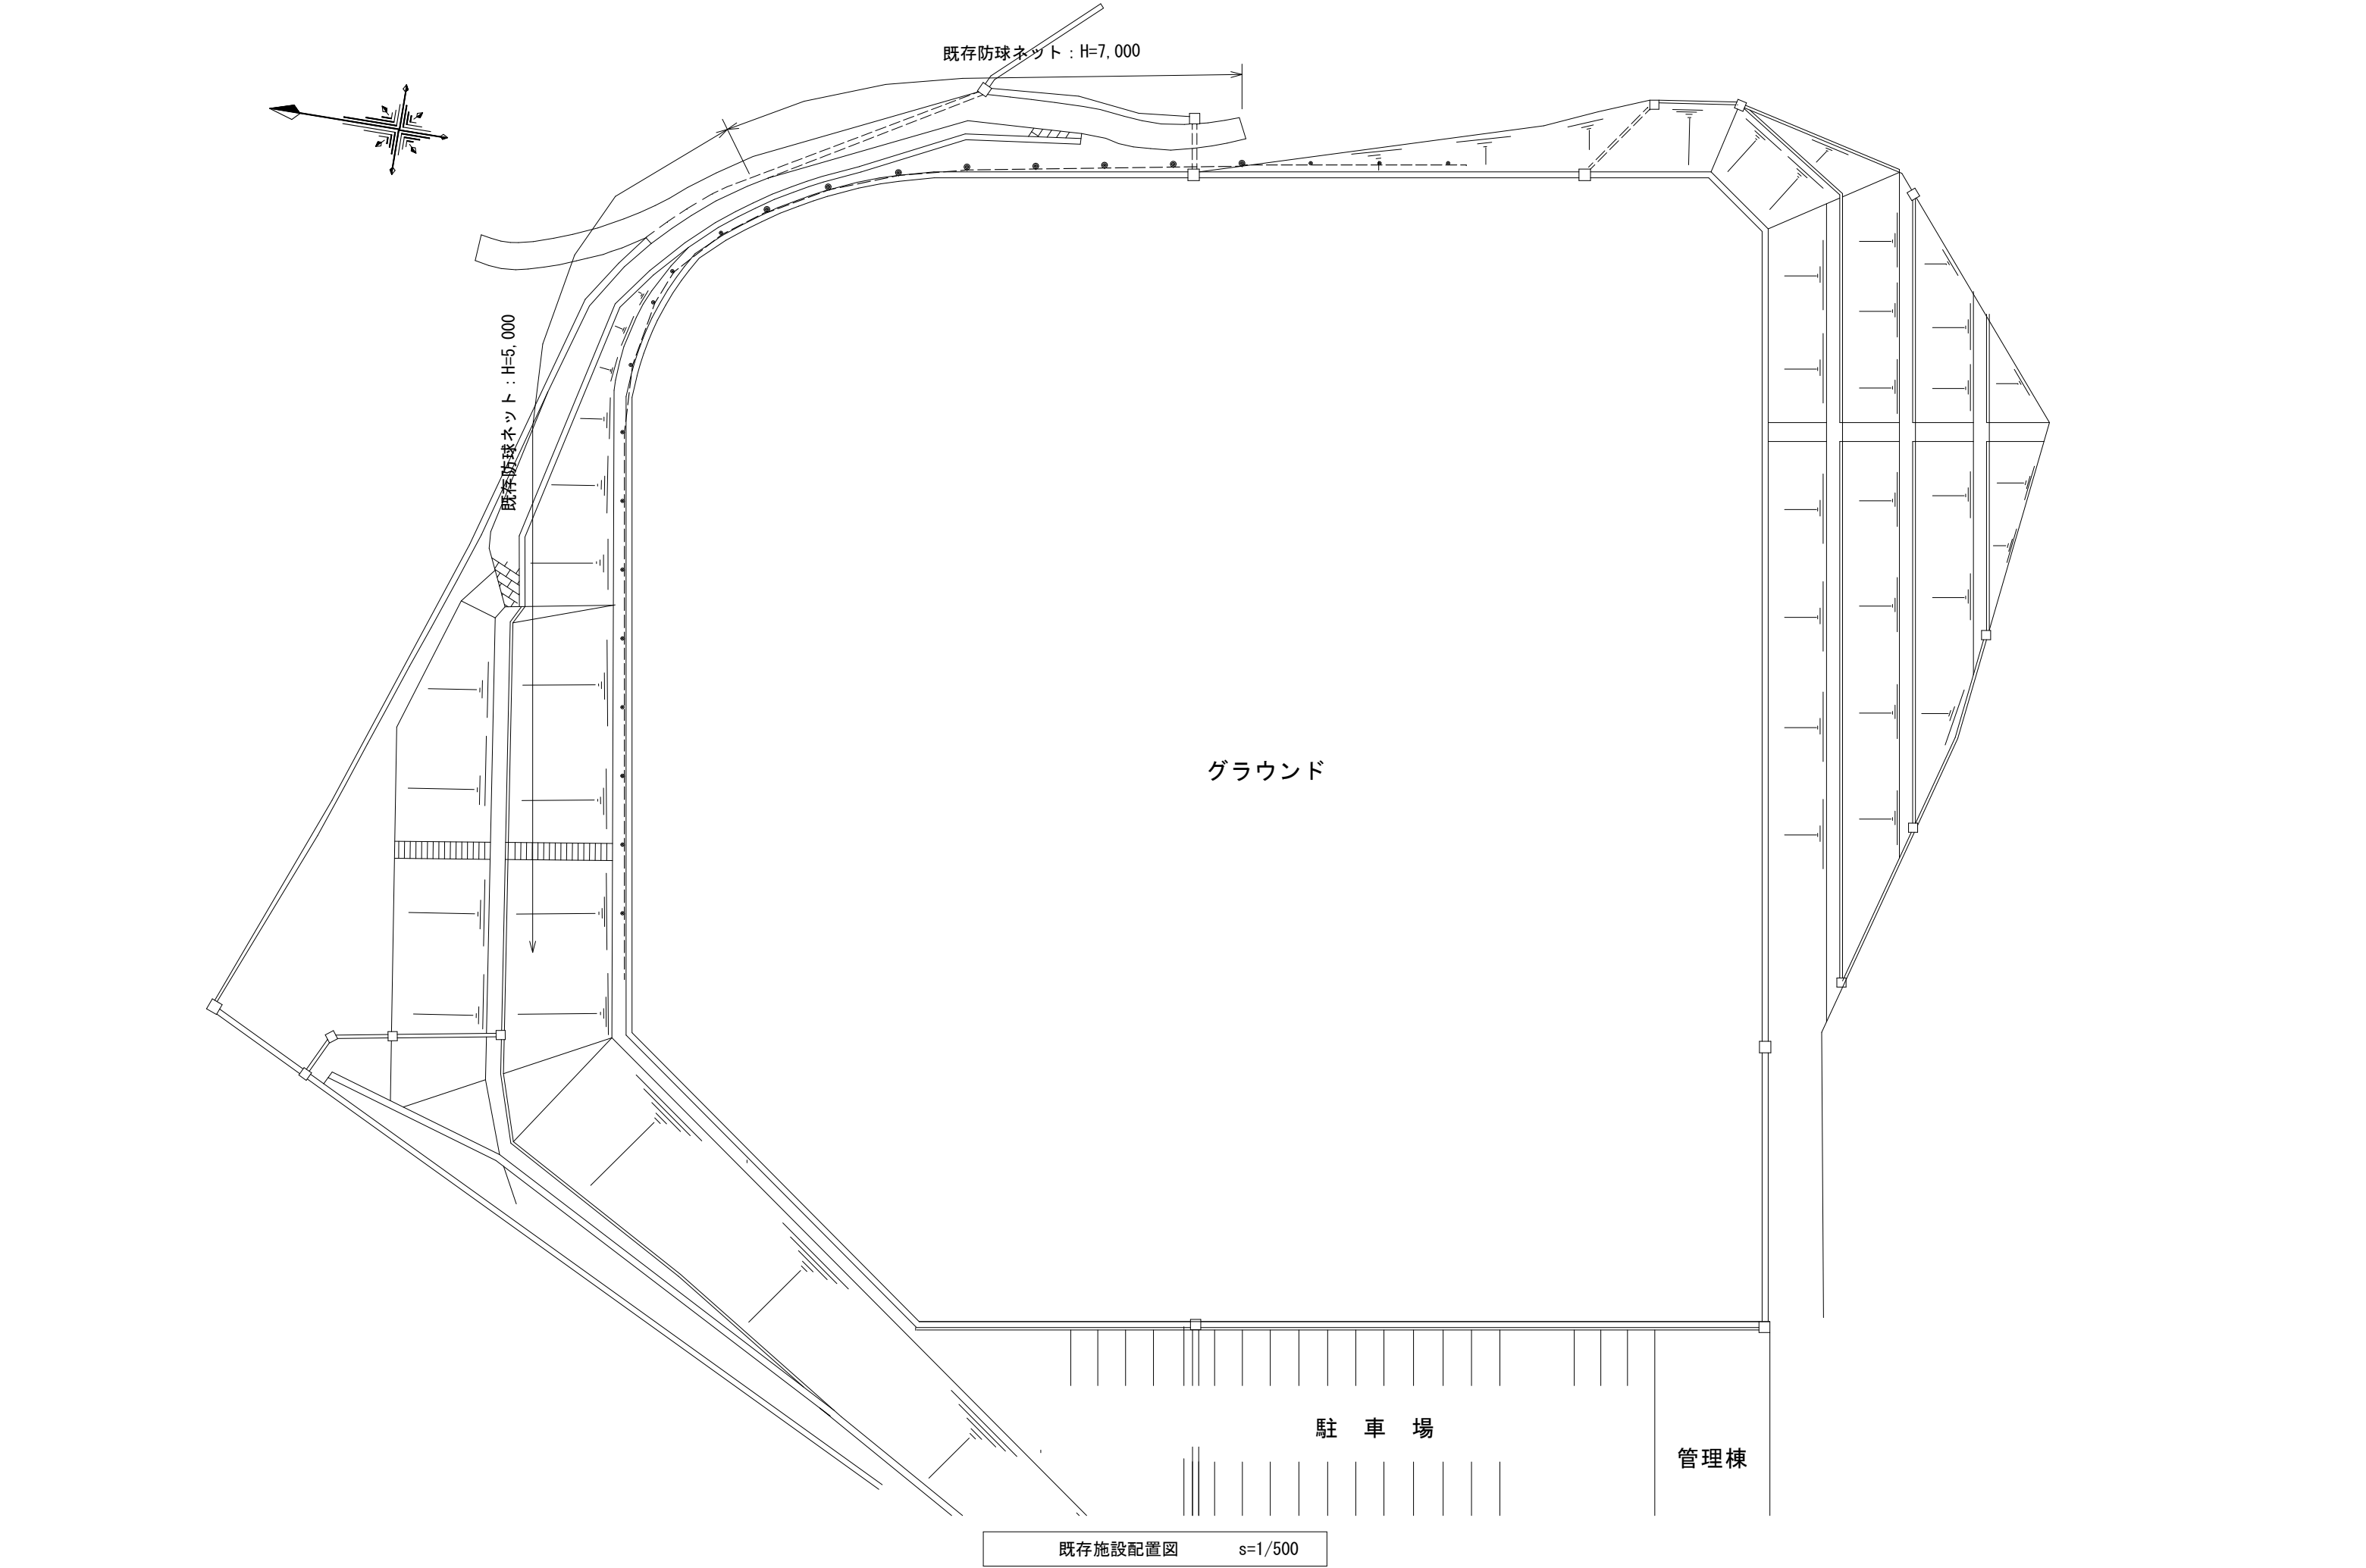 既存防球ネット：H=7,000
既存防球ネット：H=5,000
グラウンド
駐　車　場
管理棟
既存施設配置図　　　s=1/500